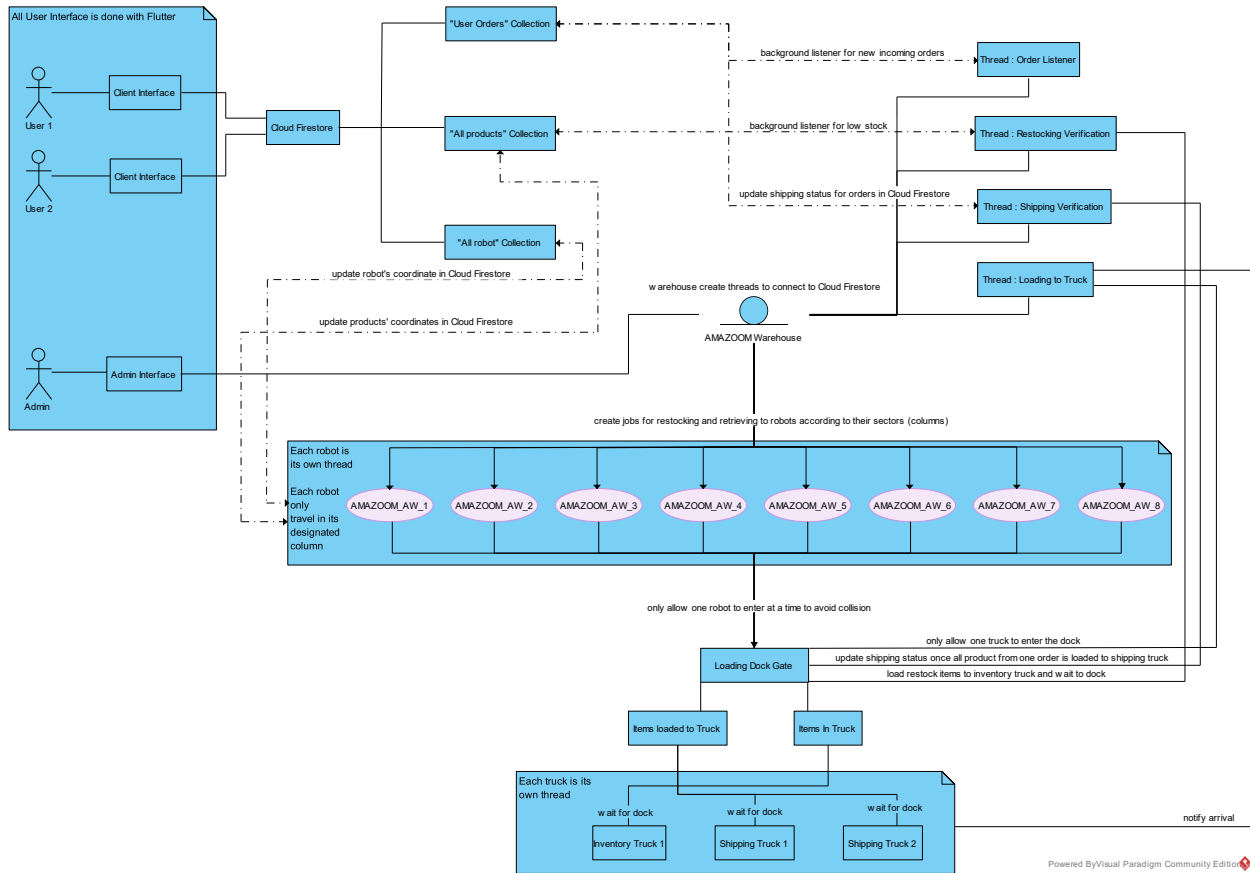 All User Interface is done with Flutter
"User Orders" Collection
background listener for new incoming orders
Thread : Order Listener
Client Interface
User 1
Cloud Firestore
"All products" Collection
background listener for low stock
Thread : Restocking Verification
Client Interface
User 2
update shipping status for orders in Cloud Firestore
Thread : Shipping Verification
"All robot" Collection
update robot's coordinate in Cloud Firestore
Thread : Loading to Truck
warehouse create threads to connect to Cloud Firestore
update products' coordinates in Cloud Firestore
AMAZOOM Warehouse
Admin Interface
Admin
create jobs for restocking and retrieving to robots according to their sectors (columns)
Each robot is
its own thread
Each robot
only
travel in its
designated
column
AMAZOOM_AW_1
AMAZOOM_AW_2
AMAZOOM_AW_3
AMAZOOM_AW_4
AMAZOOM_AW_5
AMAZOOM_AW_6
AMAZOOM_AW_7
AMAZOOM_AW_8
only allow one robot to enter at a time to avoid collision
only allow one truck to enter the dock
Loading Dock Gate
update shipping status once all product from one order is loaded to shipping truck
load restock items to inventory truck and wait to dock
Items loaded to Truck
Items In Truck
Each truck is its
own thread
wait for dock
wait for dock
wait for dock
Inventory Truck 1
Shipping Truck 1
Shipping Truck 2
notify arrival
Powered By Visual Paradigm Community Edition